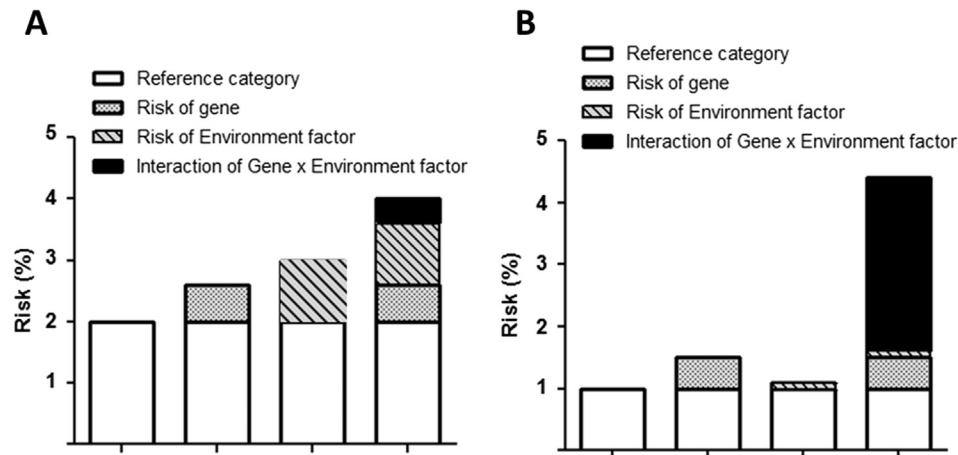 A
Reference category
Risk of gene
Risk of Environment factor
Interaction of Gene x Environment factor
Risk (%)
5
4
3
2
1
B
Reference category
Risk of gene
Risk of Environment factor
Interaction of Gene x Environment factor
Risk (%)
5
4
3
2
1